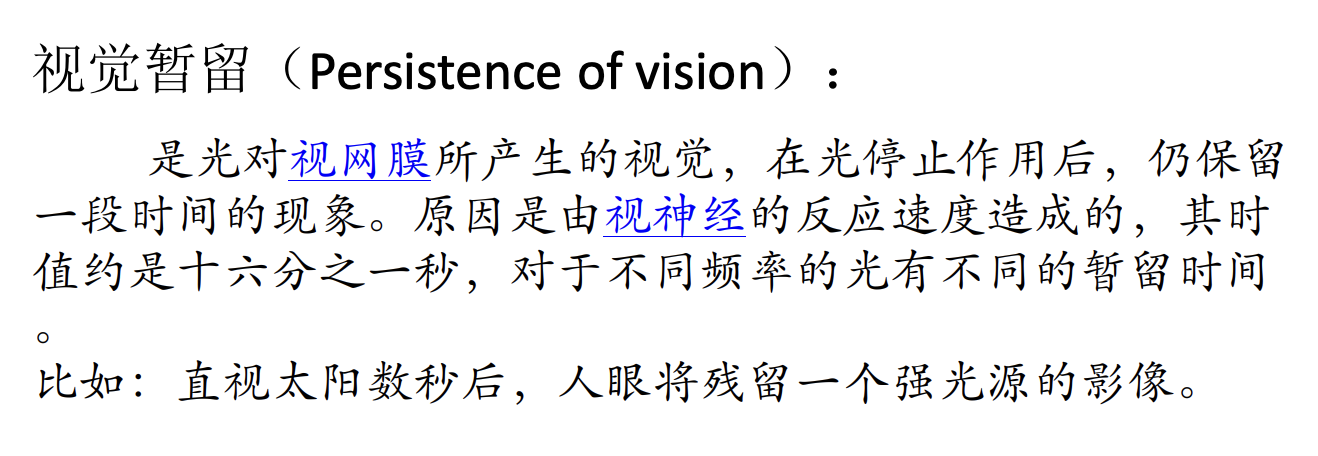 视觉暂留（Persistence of vision）：
是光对视网膜所产生的视觉，在光停止作用后，仍保留
一段时间的现象。原因是由视神经的反应速度造成的，其时
值约是十六分之一秒，对于不同频率的光有不同的暂留时间
。
比如：直视太阳数秒后，人眼将残留一个强光源的影像。